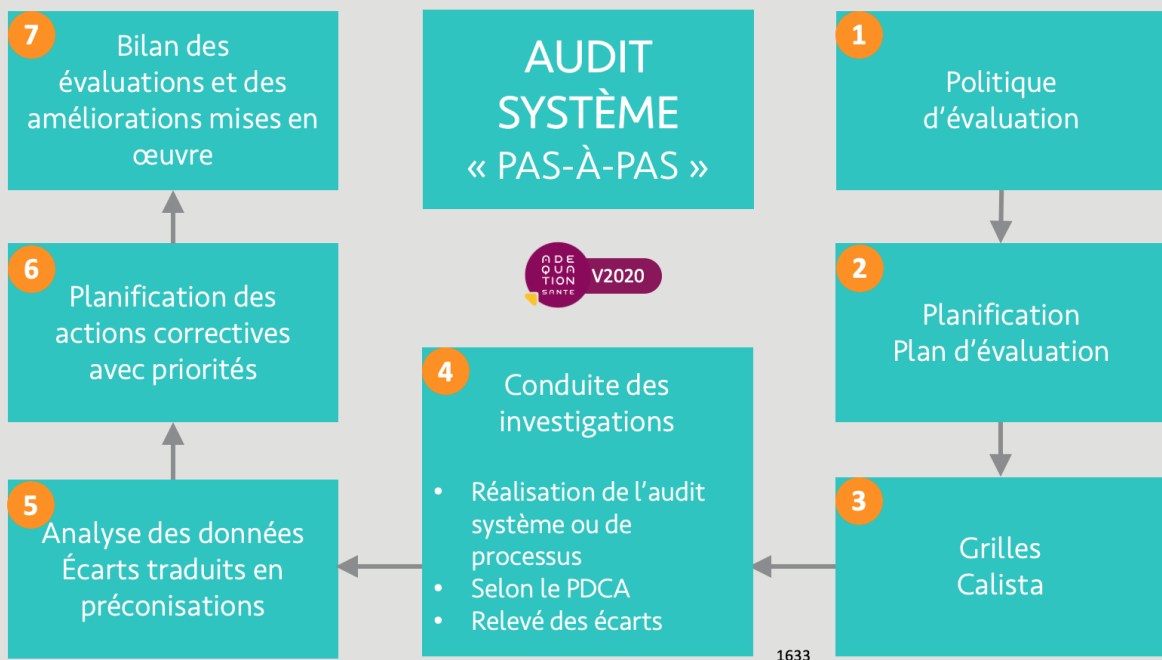 AUDIT
SYSTÈME
« PAS-À-PAS »
ADE
QUA
TION
SANTE
V2020
1
Politique
d’évaluation
2
Planification
Plan d’évaluation
3
Grilles
Calista
4
Conduite des
investigations
• Réalisation de l’audit
système ou de
processus
• Selon le PDCA
• Relevé des écarts
5
Analyse des données
Écarts traduits en
préconisations
6
Planification des
actions correctives
avec priorités
7
Bilan des
évaluations et des
améliorations mises en
œuvre
1633